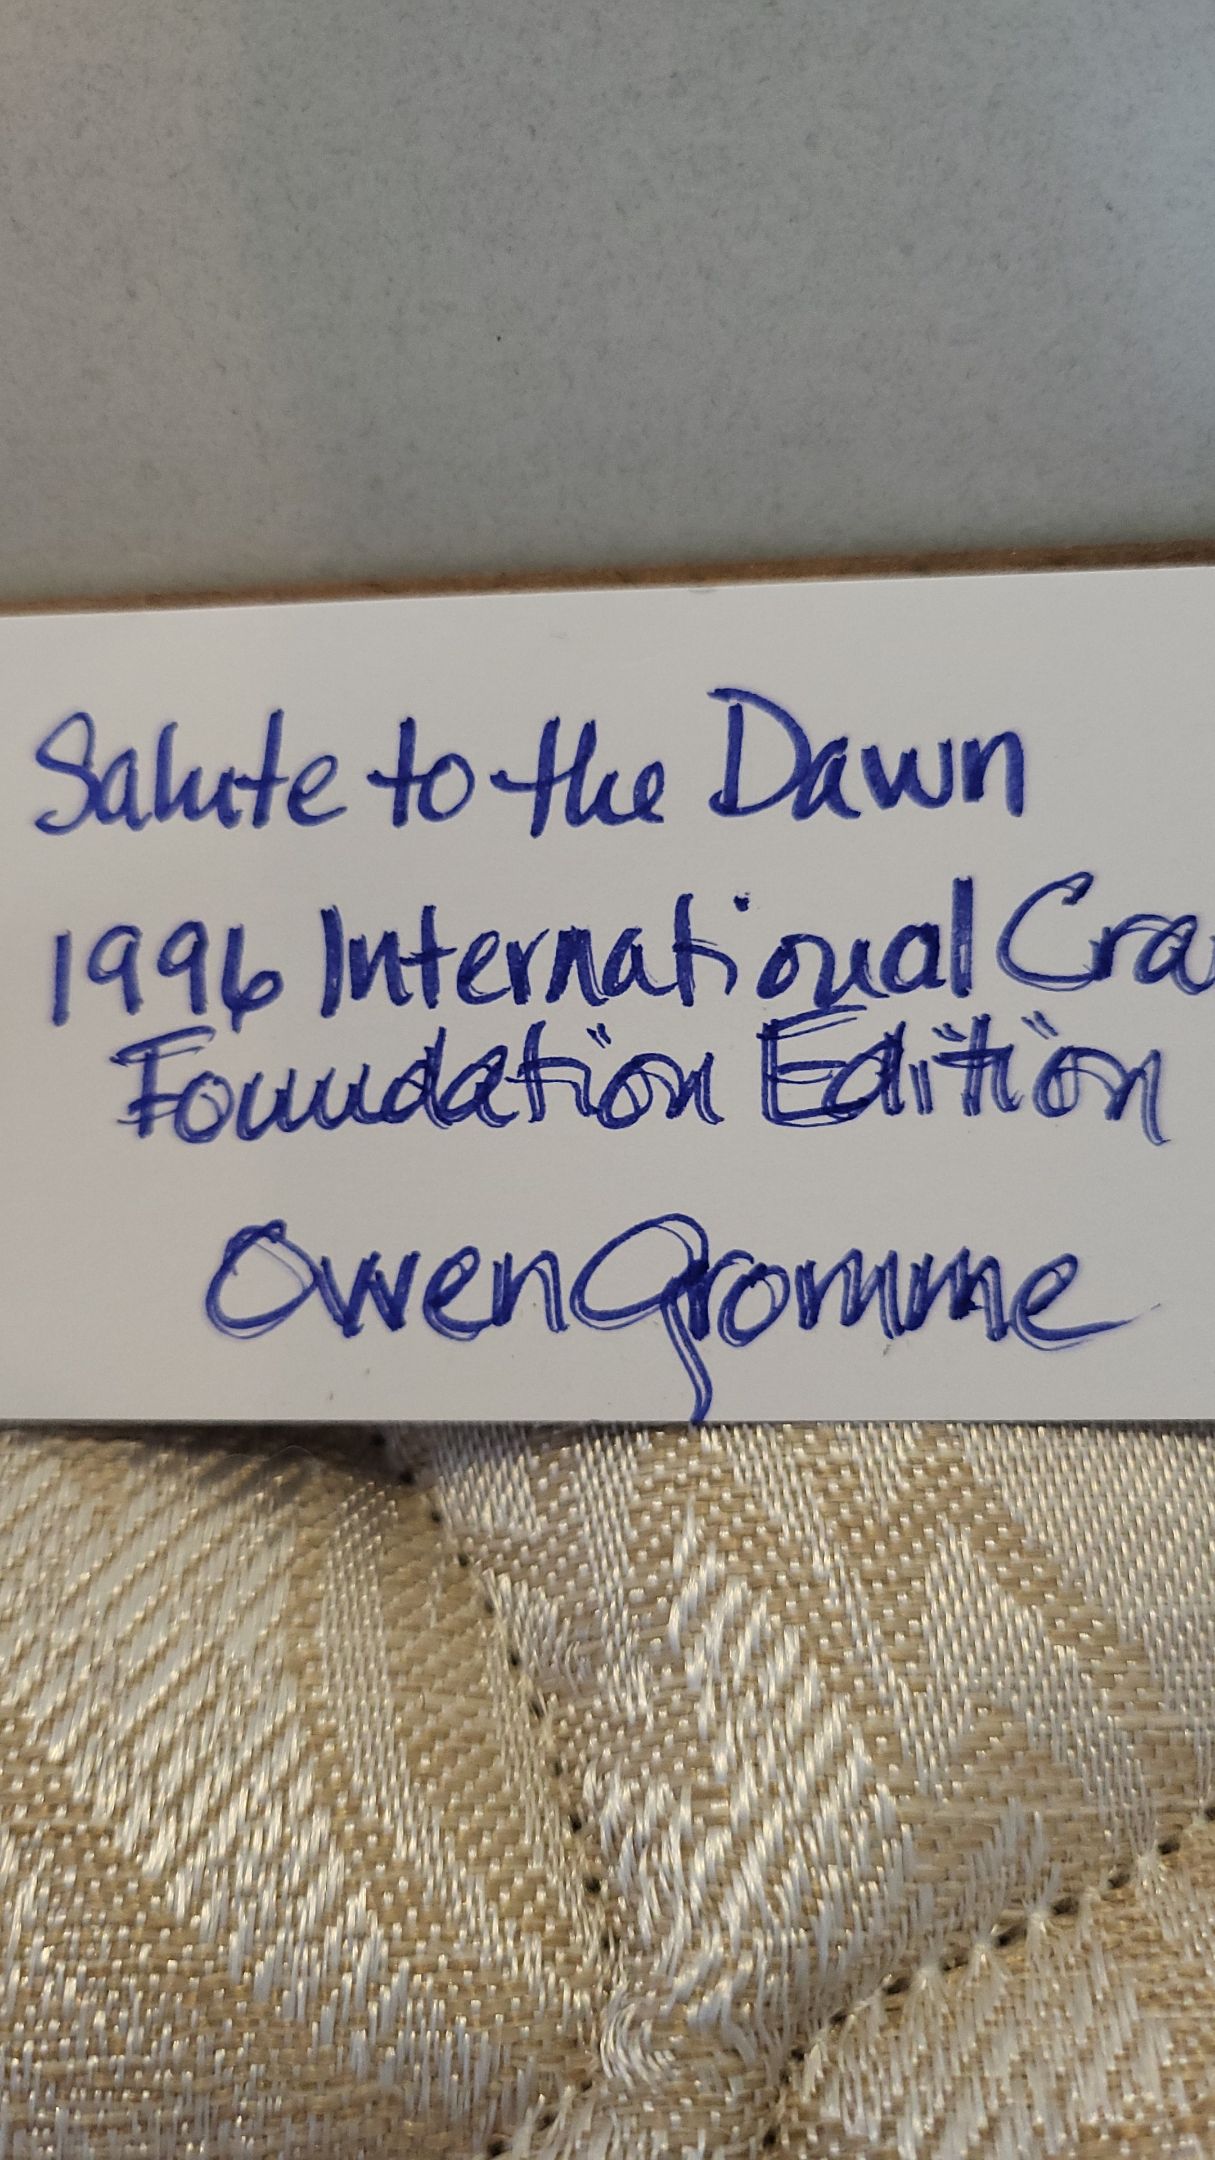 Salute to the Dawn
1996 International Cra
Foundation Edition
Owen Gromme